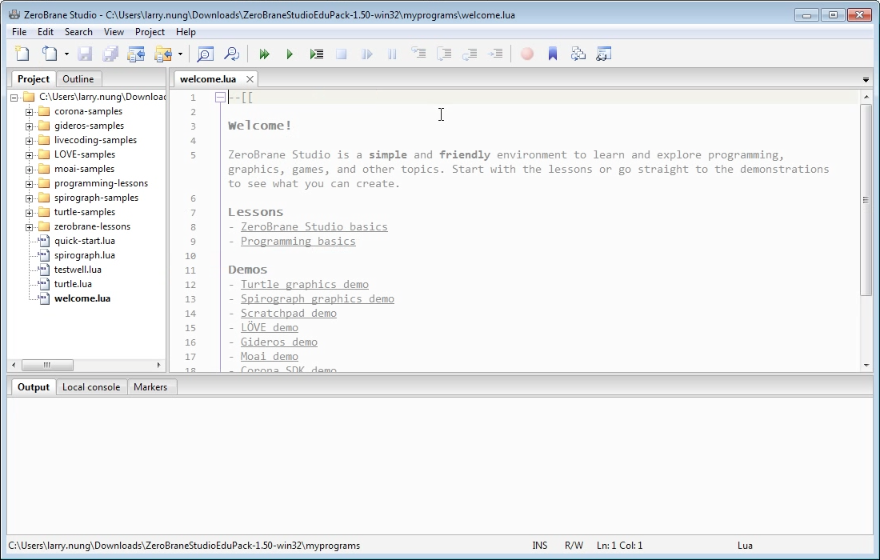 ZeroBrane Studio - C:\Users\larry.nung\Downloads\ZeroBraneStudioEduPack-1.50-win32\myprograms\welcome.lua
File Edit Search View Project Help
Project Outline
C:\Users\larry.nung\Downloac
corona-samples
gideros-samples
livecoding-samples
LOVE-samples
moai-samples
programming-lessons
spirograph-samples
turtle-samples
zerobrane-lessons
quick-start.lua
spirograph.lua
testwell.lua
turtle.lua
welcome.lua
welcome.lua
1 --[[
2
3 Welcome!
4
5 ZeroBrane Studio is a simple and friendly environment to learn and explore programming,
graphics, games, and other topics. Start with the lessons or go straight to the demonstrations
to see what you can create.
6
7 Lessons
8 - ZeroBrane Studio basics
9 - Programming basics
10
11 Demos
12 - Turtle graphics demo
13 - Spirograph graphics demo
14 - Scratchpad demo
15 - LÖVE demo
16 - Gideros demo
17 - Moai demo
18 - Corona SDK demo
Output Local console Markers
C:\Users\larry.nung\Downloads\ZeroBraneStudioEduPack-1.50-win32\myprograms INS R/W Ln: 1 Col: 1 Lua